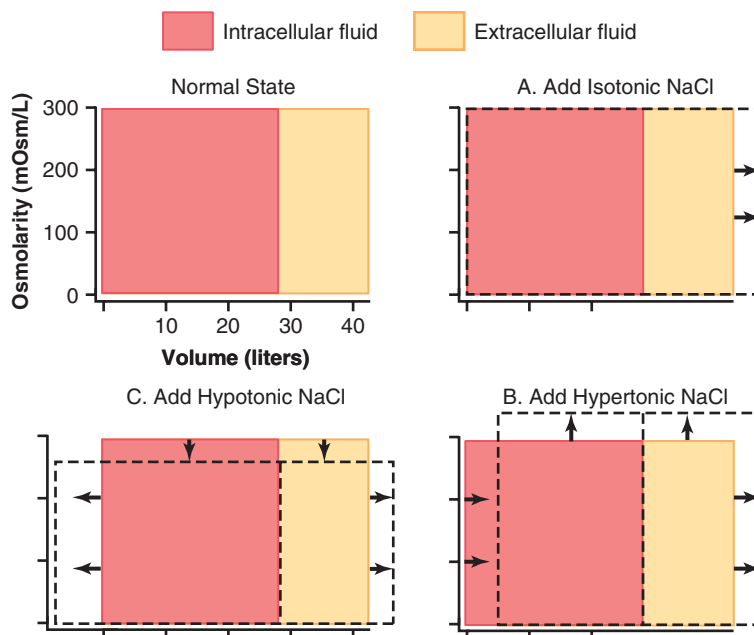 Intracellular fluid
Extracellular fluid
Normal State
Osmolarity (mOsm/L)
300
200
100
0
10 20 30 40
Volume (liters)
A. Add Isotonic NaCl
C. Add Hypotonic NaCl
B. Add Hypertonic NaCl